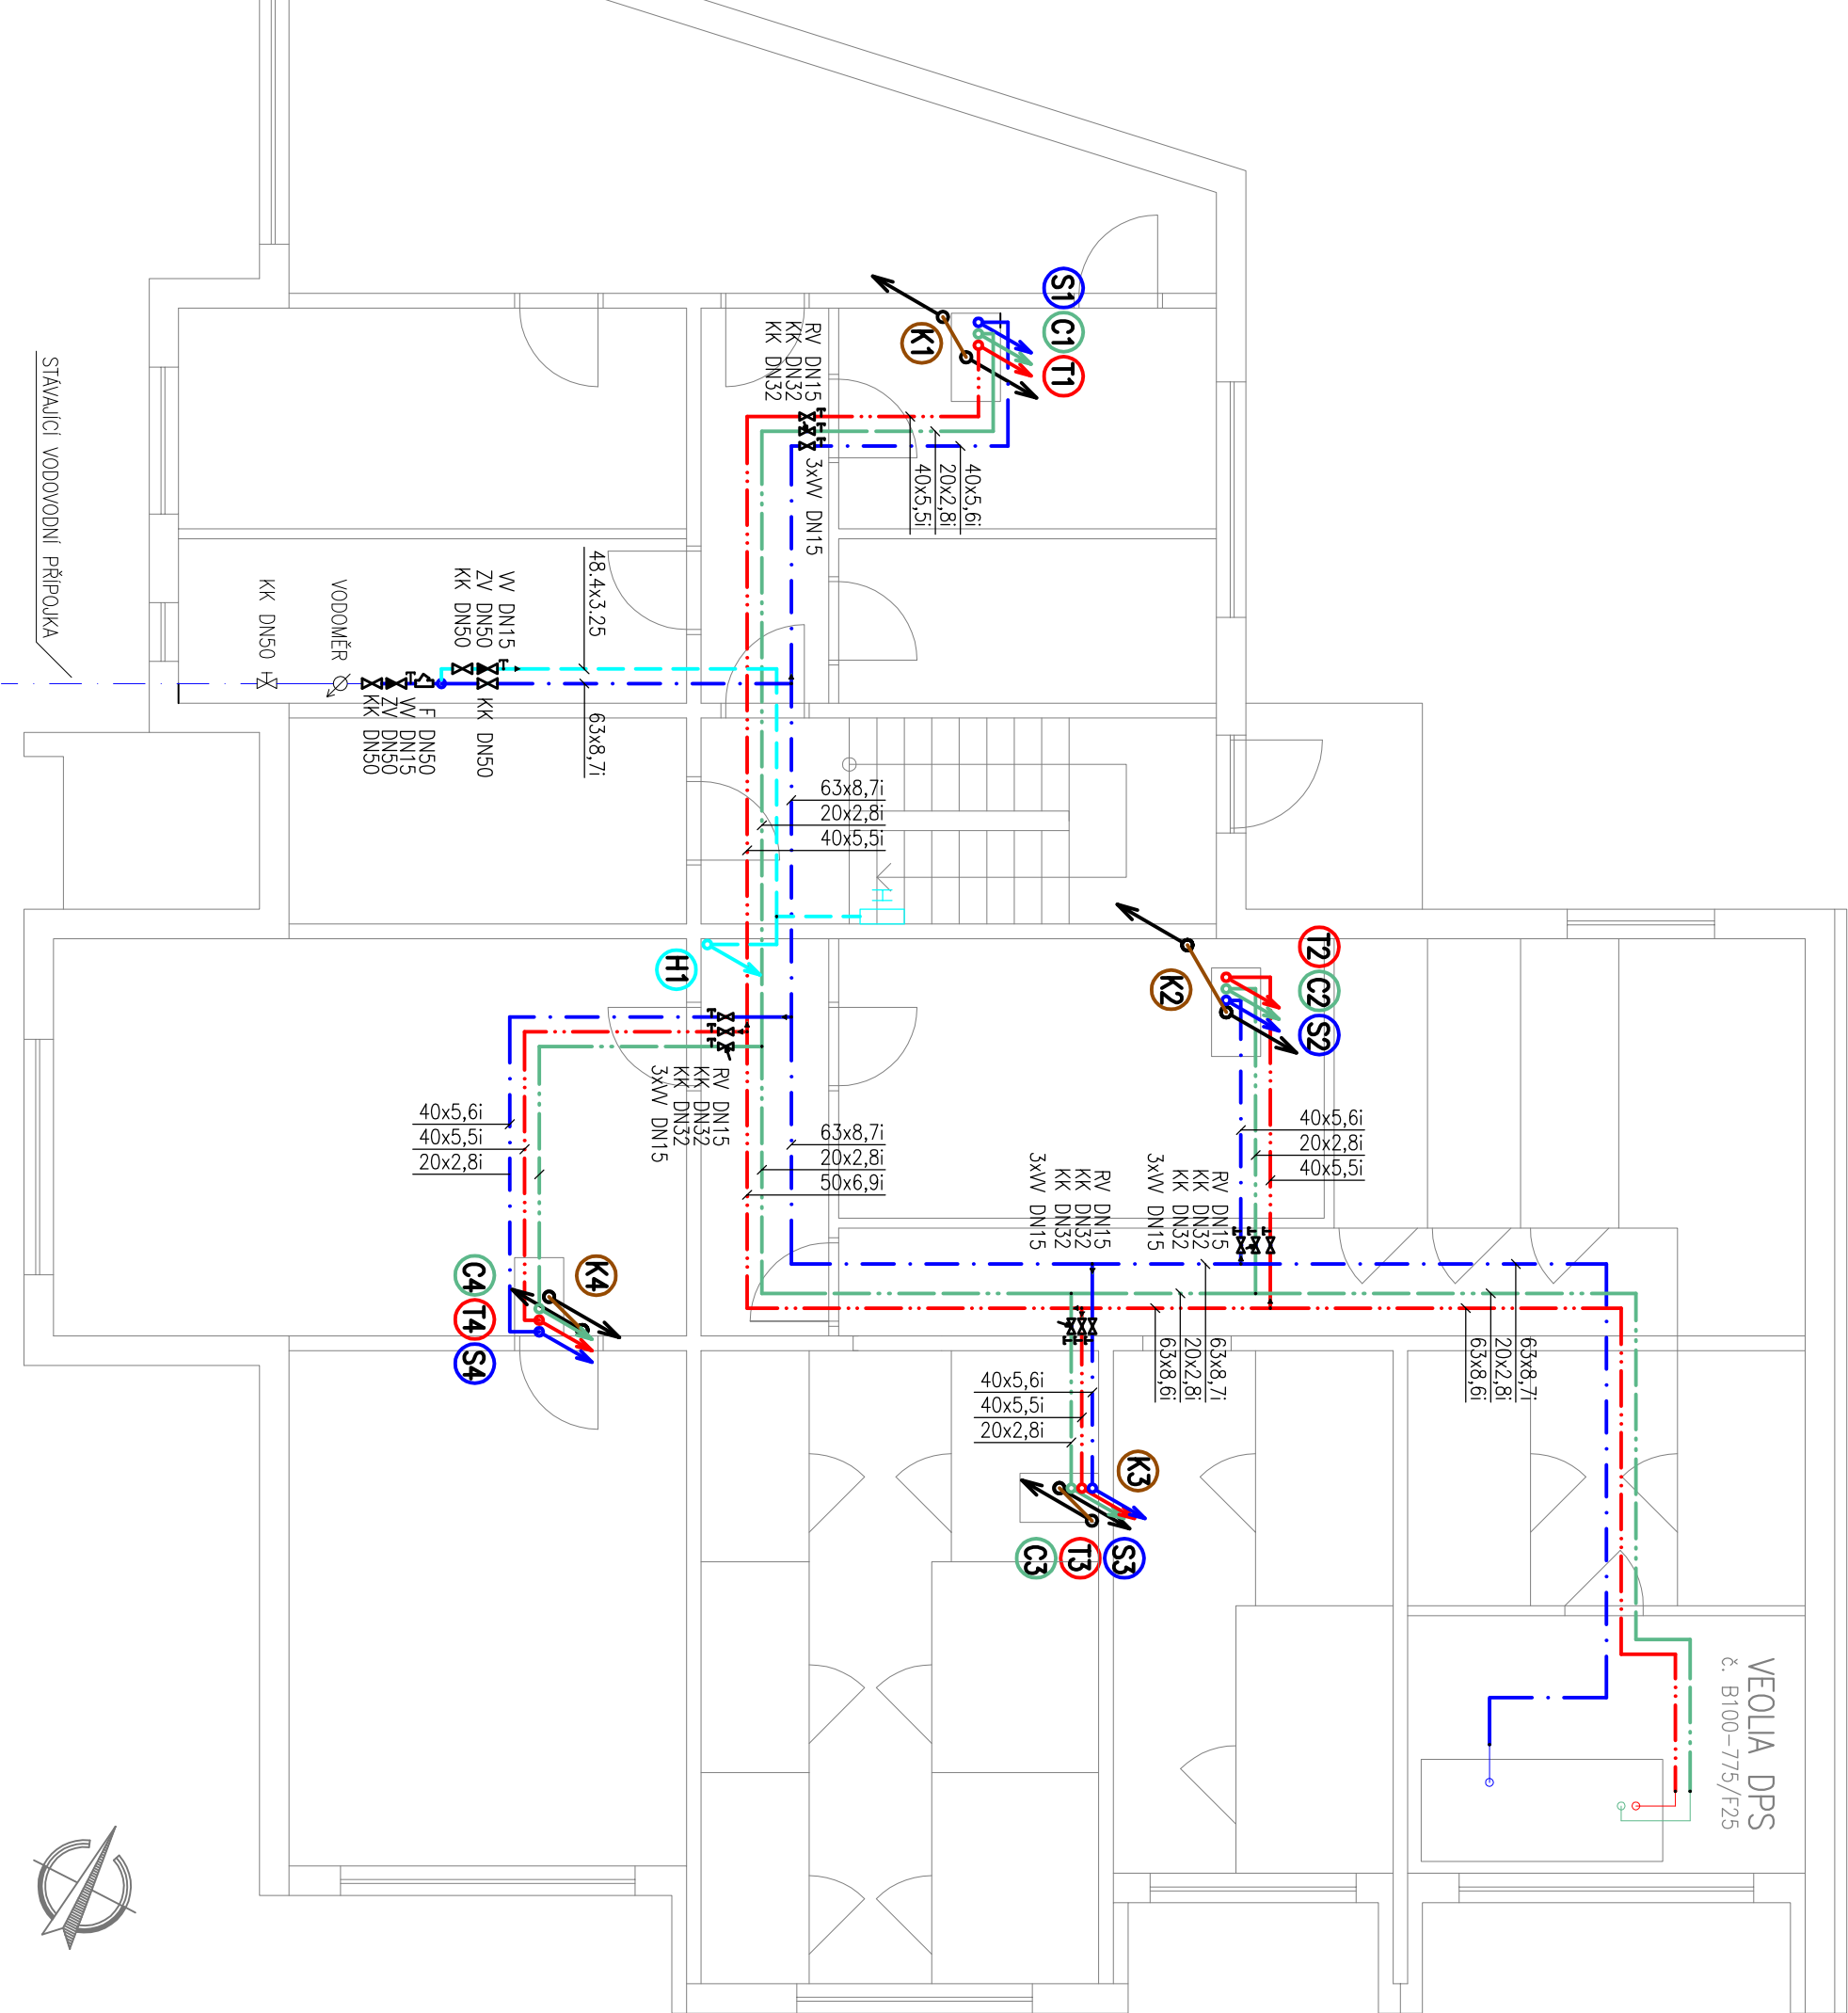 S1
C1
T1
K1
RV DN15
KK DN32
KK DN32
3xVV DN15
40x5,6i
20x2,8i
40x5,5i
STÁVAJÍCÍ VODOVODNÍ PŘÍPOJKA
KK DN50
VODOMĚR
VV DN15
ZV DN50
KK DN50
48.4x3.25
63x8,7i
KK DN50
F DN50
VV DN15
ZV DN50
KK DN50
63x8,7i
20x2,8i
40x5,5i
H
H1
T2
C2
S2
K2
RV DN15
KK DN32
KK DN32
3xVV DN15
40x5,6i
40x5,5i
20x2,8i
63x8,7i
20x2,8i
50x6,9i
40x5,6i
20x2,8i
40x5,5i
RV DN15
KK DN32
KK DN32
3xVV DN15
RV DN15
KK DN32
KK DN32
3xVV DN15
K4
C4
T4
S4
63x8,7i
20x2,8i
63x8,6i
63x8,7i
20x2,8i
63x8,6i
40x5,6i
40x5,5i
20x2,8i
K3
C3
T3
S3
VEOLIA DPS
č. B100-775/F25